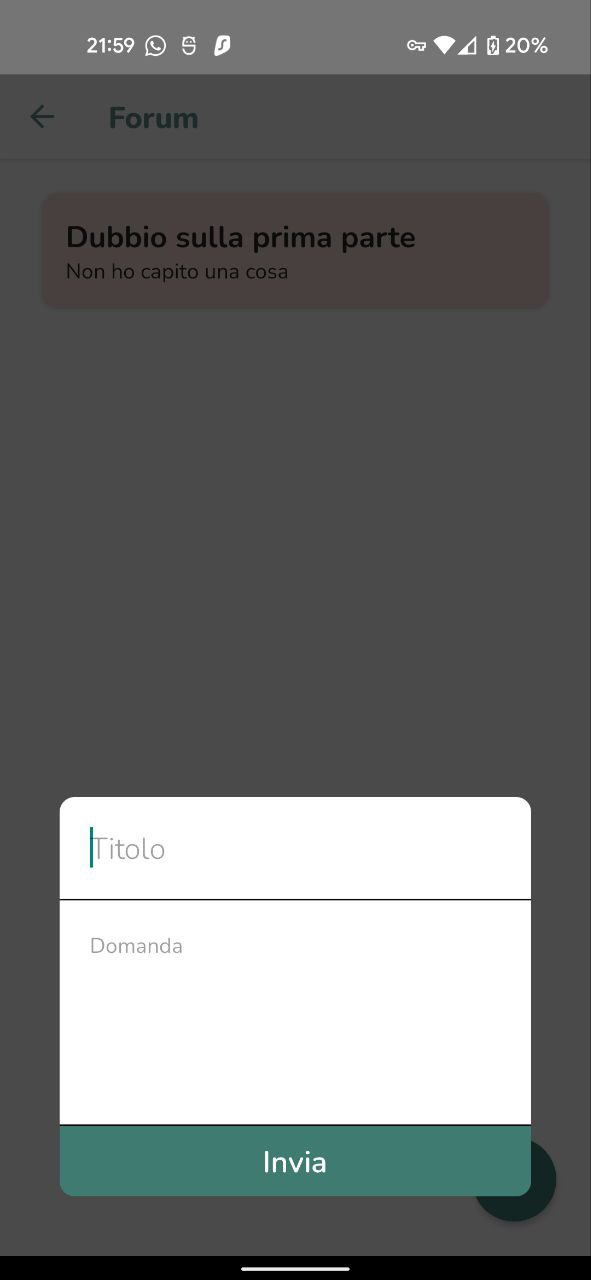 21:59 20%
Forum
Dubbio sulla prima parte
Non ho capito una cosa
Titolo
Domanda
Invia